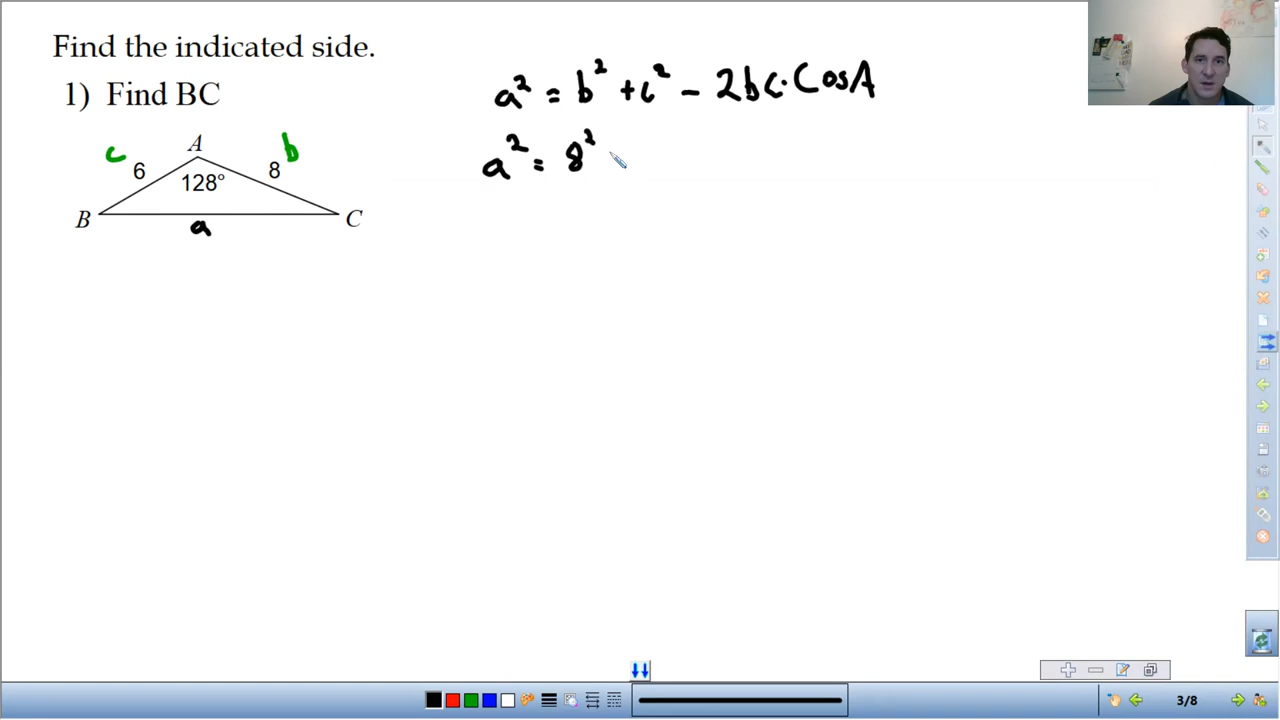 Find the indicated side.
1) Find BC
a² = b² + c² - 2bc·CosA
a² = 8²
c
6
A
128°
8
b
B
a
C
3/8